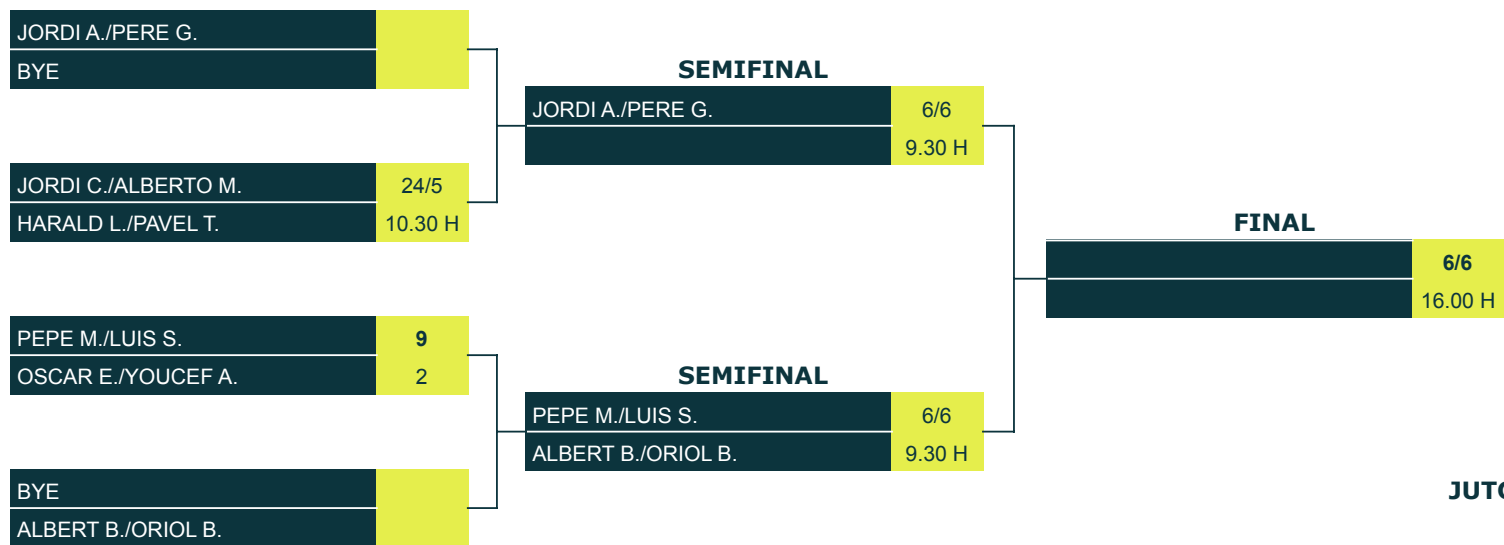 JORDI A./PERE G.
BYE
SEMIFINAL
JORDI A./PERE G. 6/6
9.30 H
JORDI C./ALBERTO M. 24/5
HARALD L./PAVEL T. 10.30 H
FINAL
6/6
16.00 H
PEPE M./LUIS S. 9
OSCAR E./YOUCEF A. 2
SEMIFINAL
PEPE M./LUIS S. 6/6
ALBERT B./ORIOL B. 9.30 H
BYE
ALBERT B./ORIOL B.